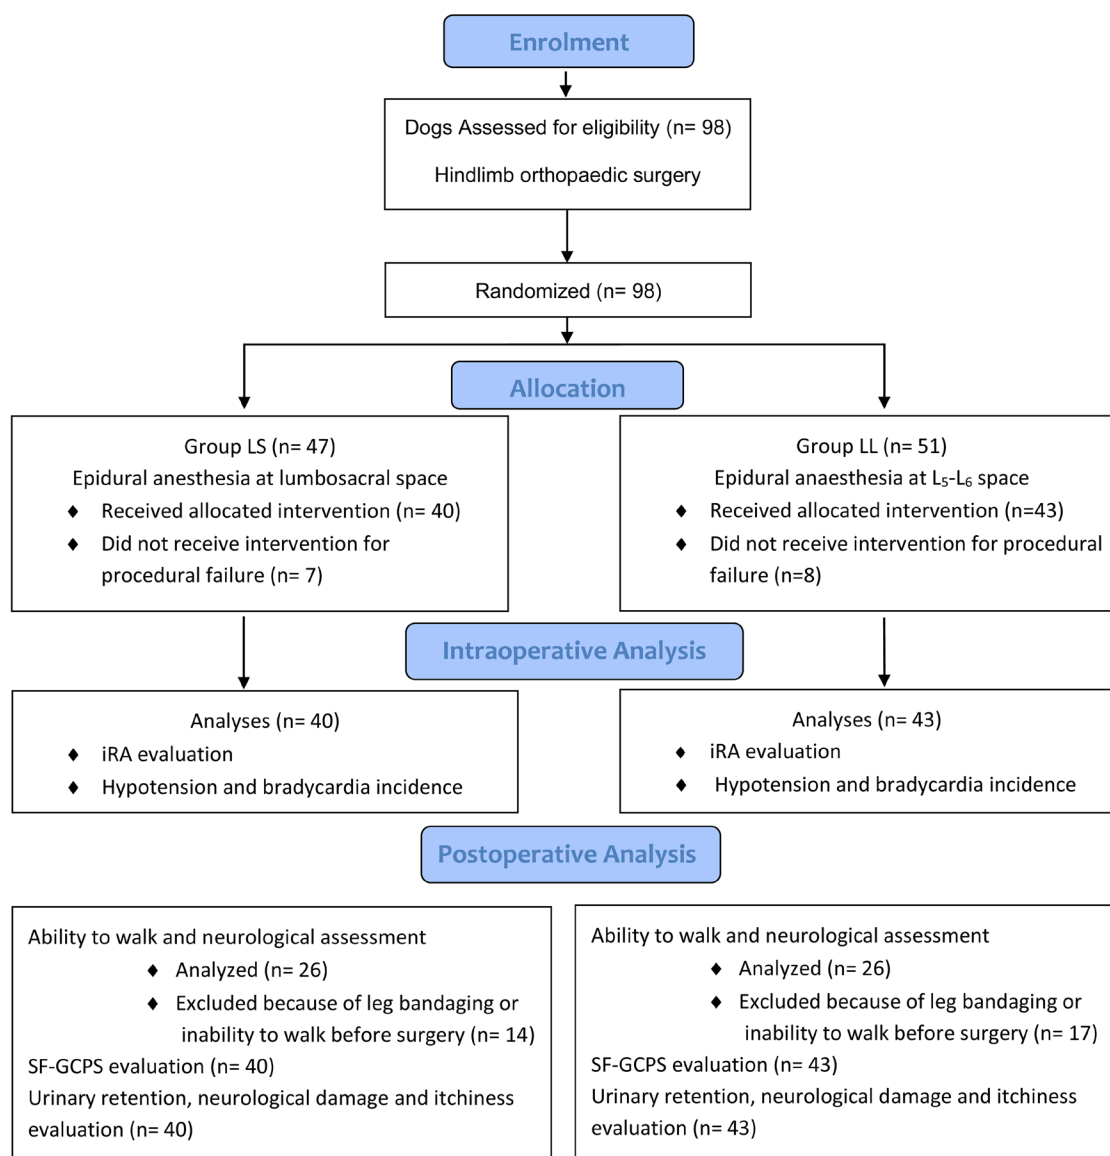 Enrolment
Dogs Assessed for eligibility (n= 98)
Hindlimb orthopaedic surgery
Randomized (n= 98)
Allocation
Group LS (n= 47)
Epidural anesthesia at lumbosacral space
♦ Received allocated intervention (n= 40)
♦ Did not receive intervention for
procedural failure (n= 7)
Group LL (n= 51)
Epidural anaesthesia at L₅-L₆ space
♦ Received allocated intervention (n=43)
♦ Did not receive intervention for procedural
failure (n=8)
Intraoperative Analysis
Analyses (n= 40)
♦ iRA evaluation
♦ Hypotension and bradycardia incidence
Analyses (n= 43)
♦ iRA evaluation
♦ Hypotension and bradycardia incidence
Postoperative Analysis
Ability to walk and neurological assessment
♦ Analyzed (n= 26)
♦ Excluded because of leg bandaging or
inability to walk before surgery (n= 14)
SF-GCPS evaluation (n= 40)
Urinary retention, neurological damage and itchiness
evaluation (n= 40)
Ability to walk and neurological assessment
♦ Analyzed (n= 26)
♦ Excluded because of leg bandaging or
inability to walk before surgery (n= 17)
SF-GCPS evaluation (n= 43)
Urinary retention, neurological damage and itchiness
evaluation (n= 43)